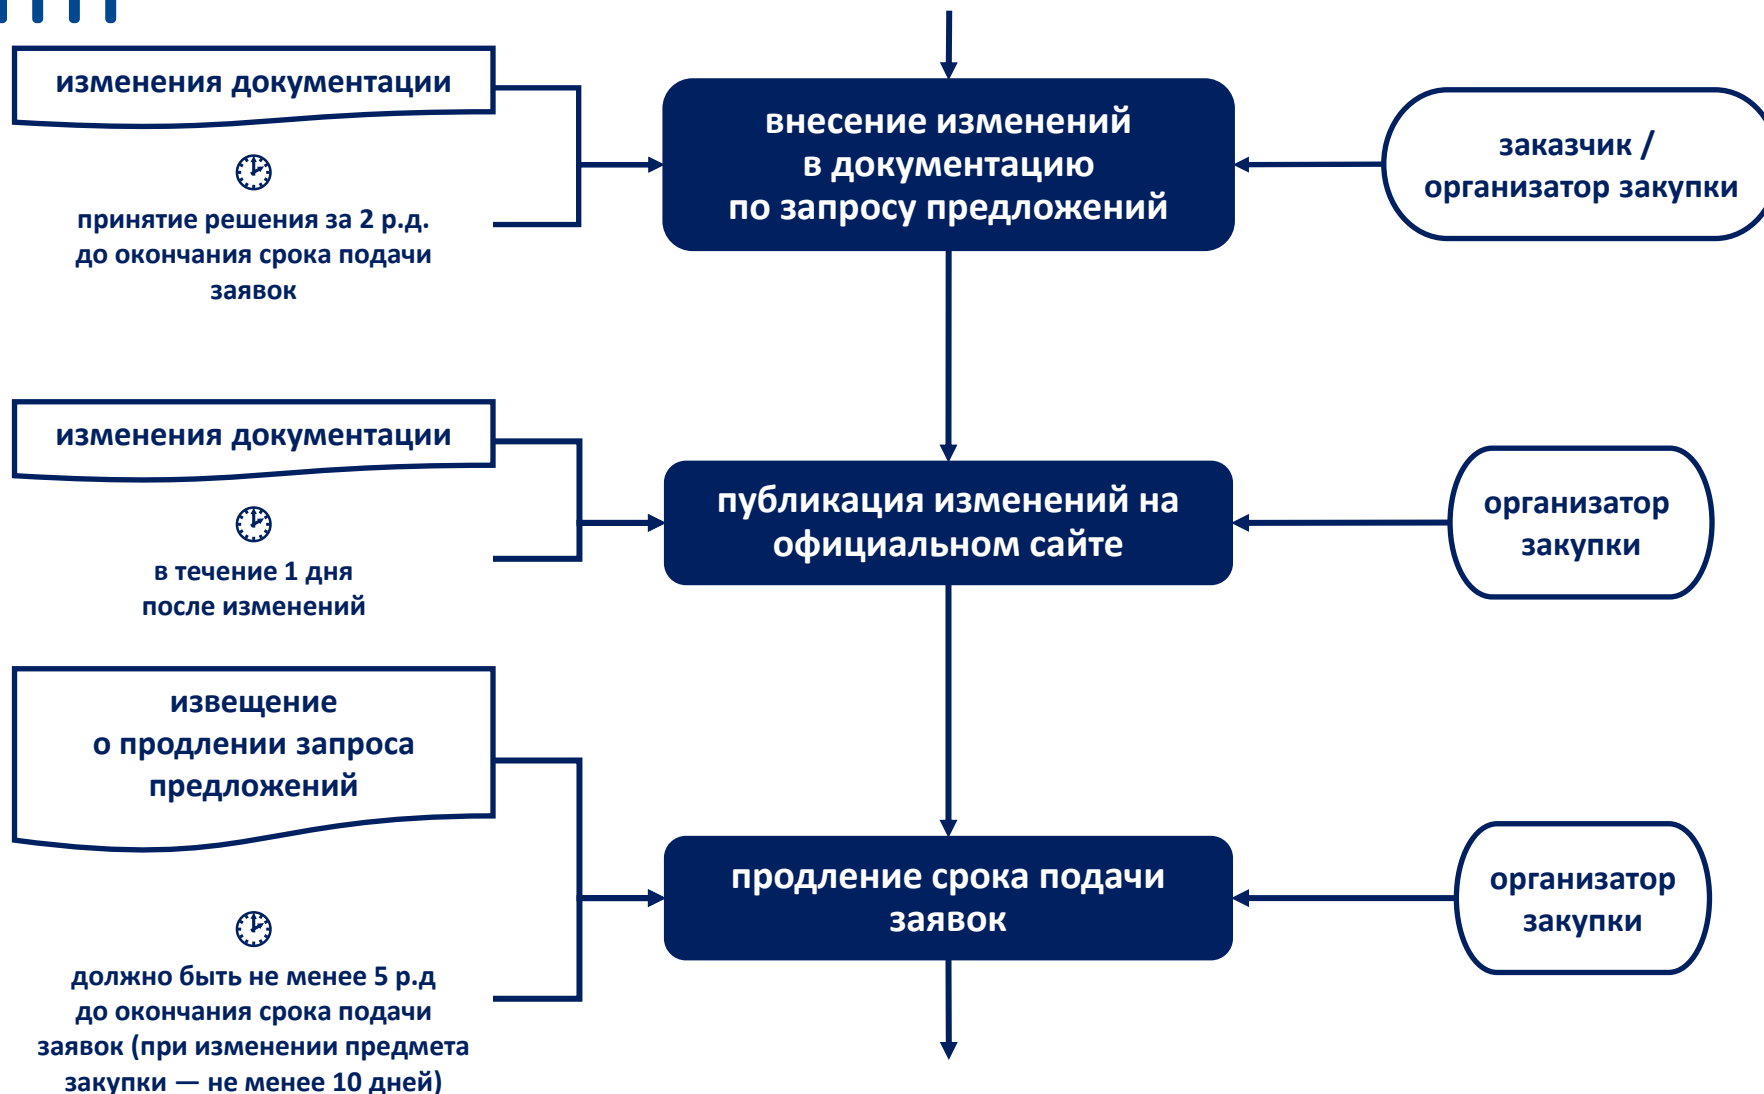 изменения документации
принятие решения за 2 р.д.
до окончания срока подачи
заявок
внесение изменений
в документацию
по запросу предложений
заказчик /
организатор закупки
изменения документации
в течение 1 дня
после изменений
публикация изменений на
официальном сайте
организатор
закупки
извещение
о продлении запроса
предложений
должно быть не менее 5 р.д
до окончания срока подачи
заявок (при изменении предмета
закупки — не менее 10 дней)
продление срока подачи
заявок
организатор
закупки